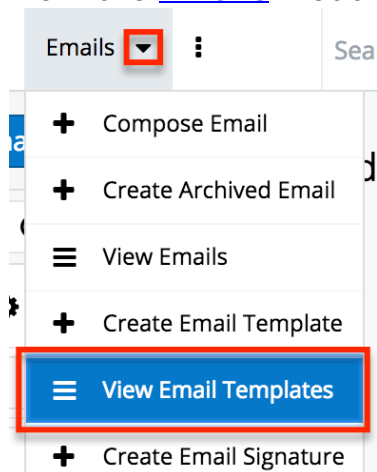 Emails
Sea
Compose Email
Create Archived Email
View Emails
Create Email Template
View Email Templates
Create Email Signature